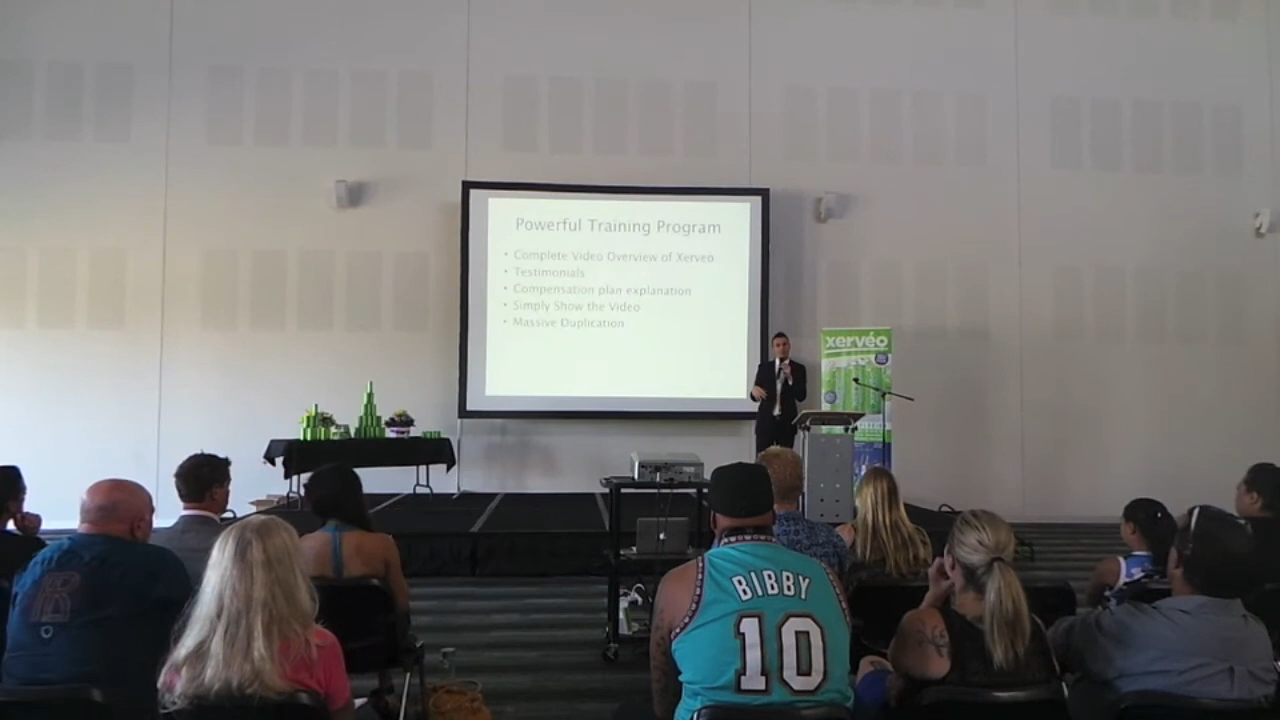 Powerful Training Program
• Complete Video Overview of Xerveo
• Testimonials
• Compensation plan explanation
• Simply Show the Video
• Massive Duplication
xervéo
BIBBY
10